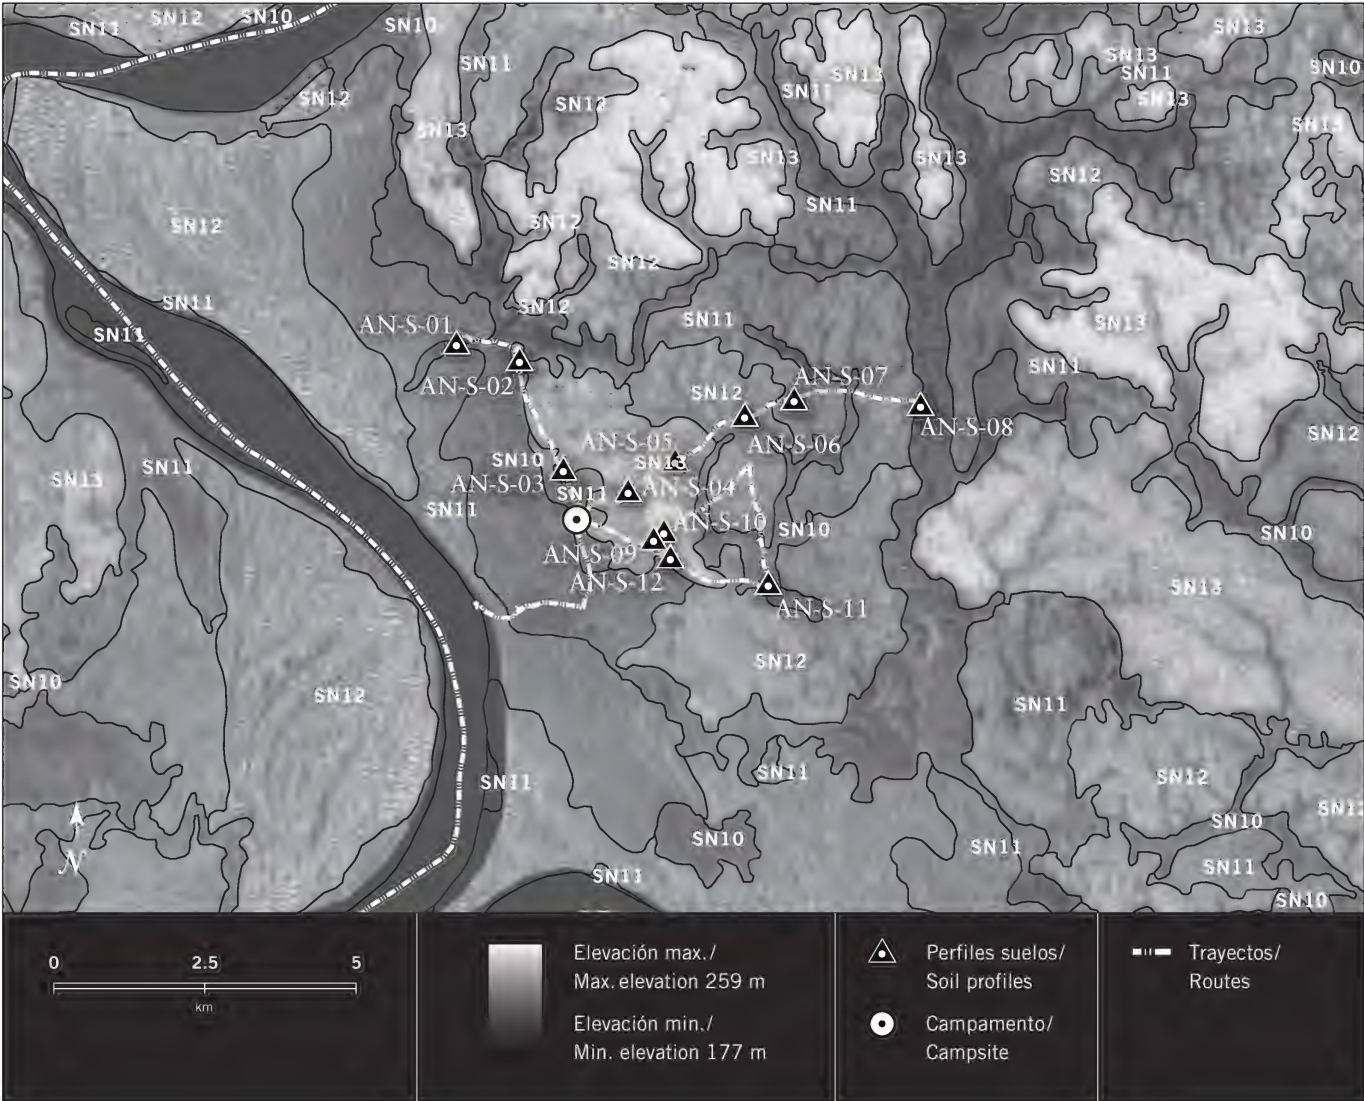 SN11
SN12
SN10
SN10
SN11
SN12
SN13
SN12
SN11
SN13
SN13
SN13
SN11
SN13
SN10
SN13
SN13
SN13
SN12
SN12
SN11
SN12
SN12
SN11
SN12
SN11
SN11
SN13
AN-S-01
AN-S-02
SN11
AN-S-07
SN12
AN-S-08
SN12
AN-S-05
AN-S-06
SN13
SN10
SN13
SN11
AN-S-03
SN11
AN-S-04
SN11
AN-S-10
SN10
SN10
AN-S-09
AN-S-12
AN-S-11
SN13
SN12
SN10
SN12
SN11
SN11
SN11
SN12
SN10
SN10
SN11
SN11
SN11
SN10
N
0 2.5 5
km
Elevación max./
Max. elevation 259 m
Elevación min./
Min. elevation 177 m
Perfiles suelos/
Soil profiles
Campamento/
Campsite
Trayectos/
Routes